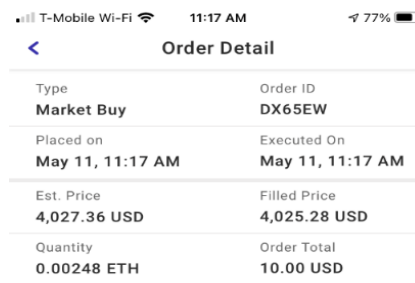 T-Mobile Wi-Fi 11:17 AM 77%
Order Detail
Type Order ID
Market Buy DX65EW
Placed on Executed On
May 11, 11:17 AM May 11, 11:17 AM
Est. Price Filled Price
4,027.36 USD 4,025.28 USD
Quantity Order Total
0.00248 ETH 10.00 USD